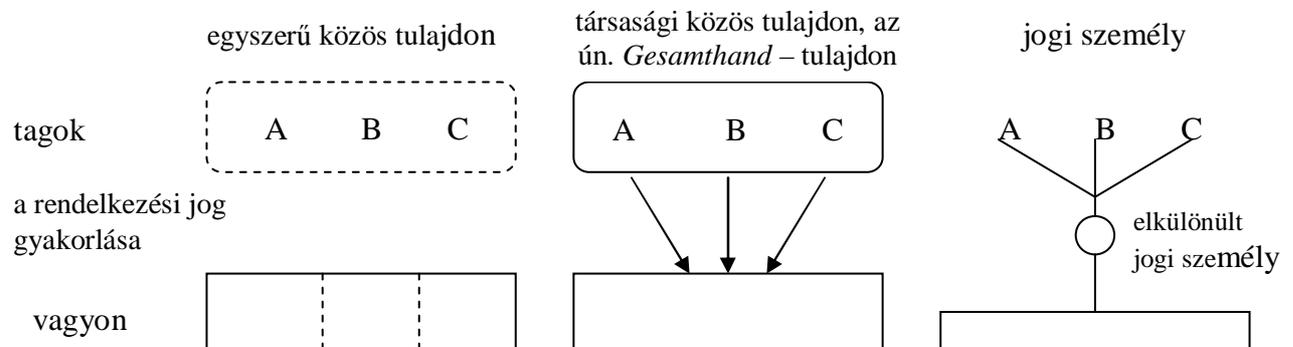 egyszerű közös tulajdon
társasági közös tulajdon, az
ún. Gesamthand – tulajdon
jogi személy
tagok
A B C
A B C
A B C
a rendelkezési jog
gyakorlása
elkülönült
jogi személy
vagyon